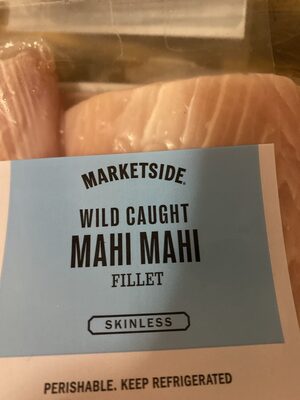 MARKETSIDE®
WILD CAUGHT
MAHI MAHI
FILLET
SKINLESS
PERISHABLE. KEEP REFRIGERATED